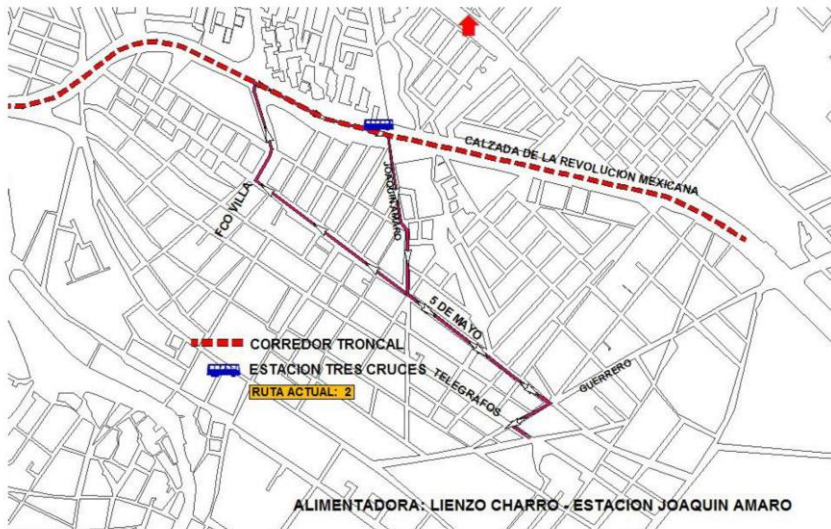 CALZADA DE LA REVOLUCION MEXICANA
JOAQUIN AMARO
FCO VILLA
5 DE MAYO
CORREDOR TRONCAL
ESTACION TRES CRUCES
TELEGRAFOS
GUERRERO
RUTA ACTUAL: 2
ALIMENTADORA: LIENZO CHARRO - ESTACION JOAQUIN AMARO